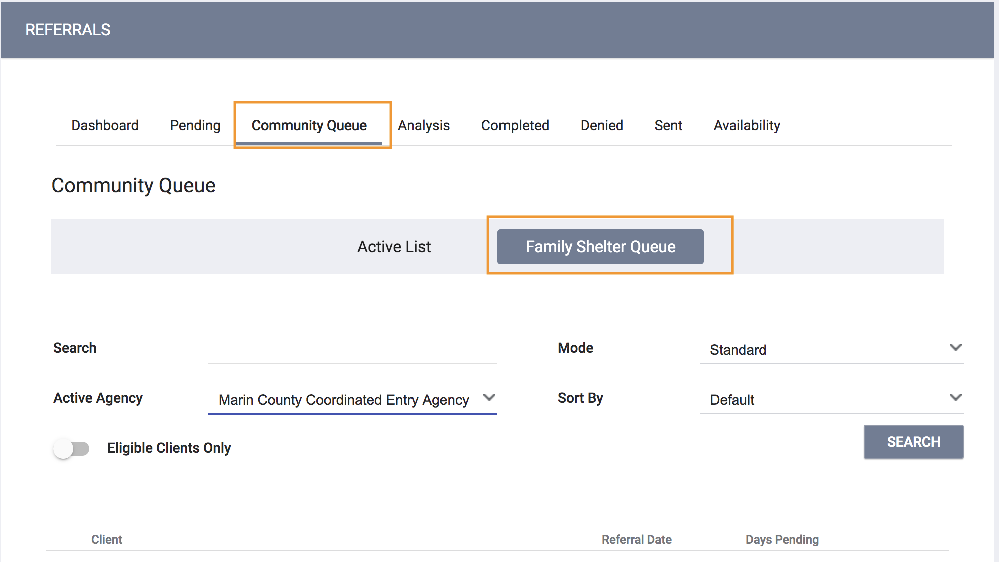 REFERRALS
Dashboard Pending Community Queue Analysis Completed Denied Sent Availability
Community Queue
Active List Family Shelter Queue
Search Mode Standard
Active Agency Marin County Coordinated Entry Agency Sort By Default
Eligible Clients Only SEARCH
Client Referral Date Days Pending